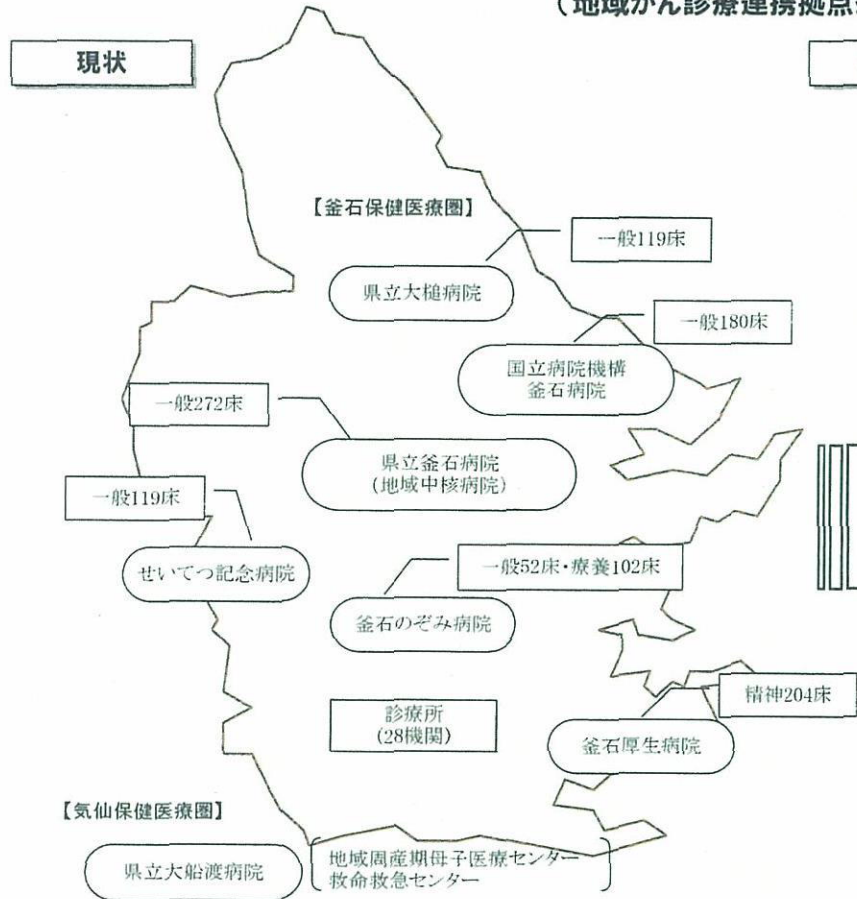 （地域がん診療連携拠点
現状
【釜石保健医療圏】
一般119床
県立大槌病院
一般180床
国立病院機構
釜石病院
一般272床
県立釜石病院
(地域中核病院)
一般119床
せいてつ記念病院
一般52床・療養102床
釜石のぞみ病院
精神204床
診療所
(28機関)
釜石厚生病院
【気仙保健医療圏】
県立大船渡病院
地域周産期母子医療センター
救命救急センター